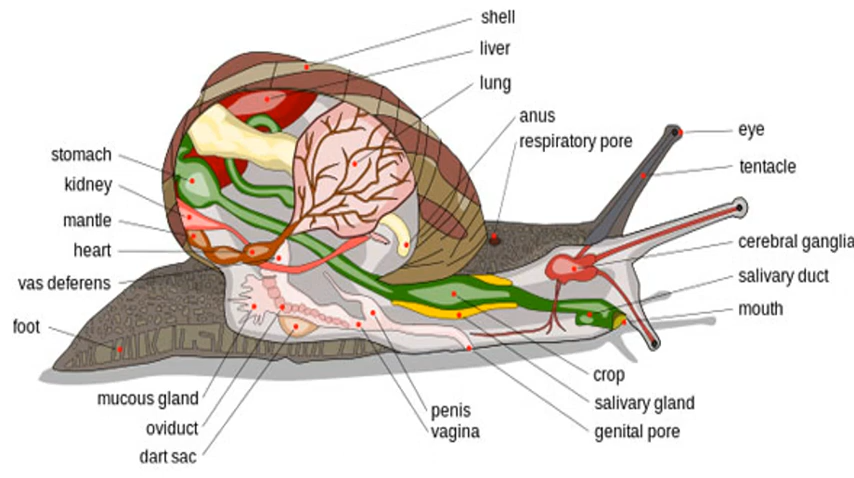 shell
liver
lung
anus
respiratory pore
eye
tentacle
cerebral ganglia
salivary duct
mouth
stomach
kidney
mantle
heart
vas deferens
foot
mucous gland
oviduct
dart sac
penis
vagina
crop
salivary gland
genital pore